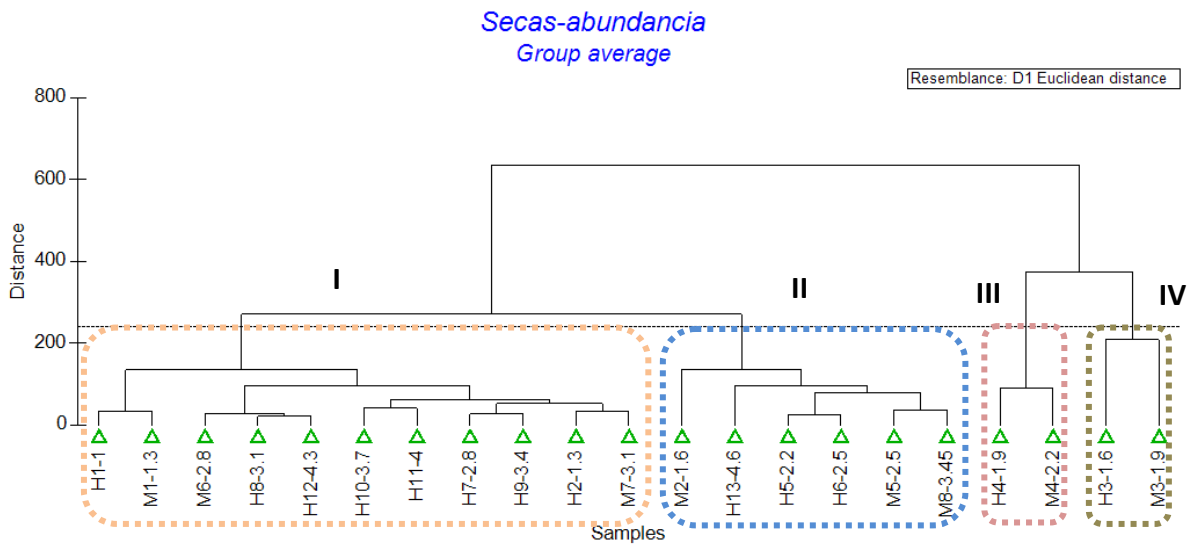 Secas-abundancia
Group average
Resemblance: D1 Euclidean distance
800
600
400
200
0
Distance
I
II
III
IV
H1-1
M1-1.3
M6-2.8
H8-3.1
H12-4.3
H10-3.7
H11-4
H7-2.8
H9-3.4
H2-1.3
M7-3.1
M2-1.6
H13-4.6
H5-2.2
H6-2.5
M5-2.5
M8-3.45
H4-1.9
M4-2.2
H3-1.6
M3-1.9
Samples